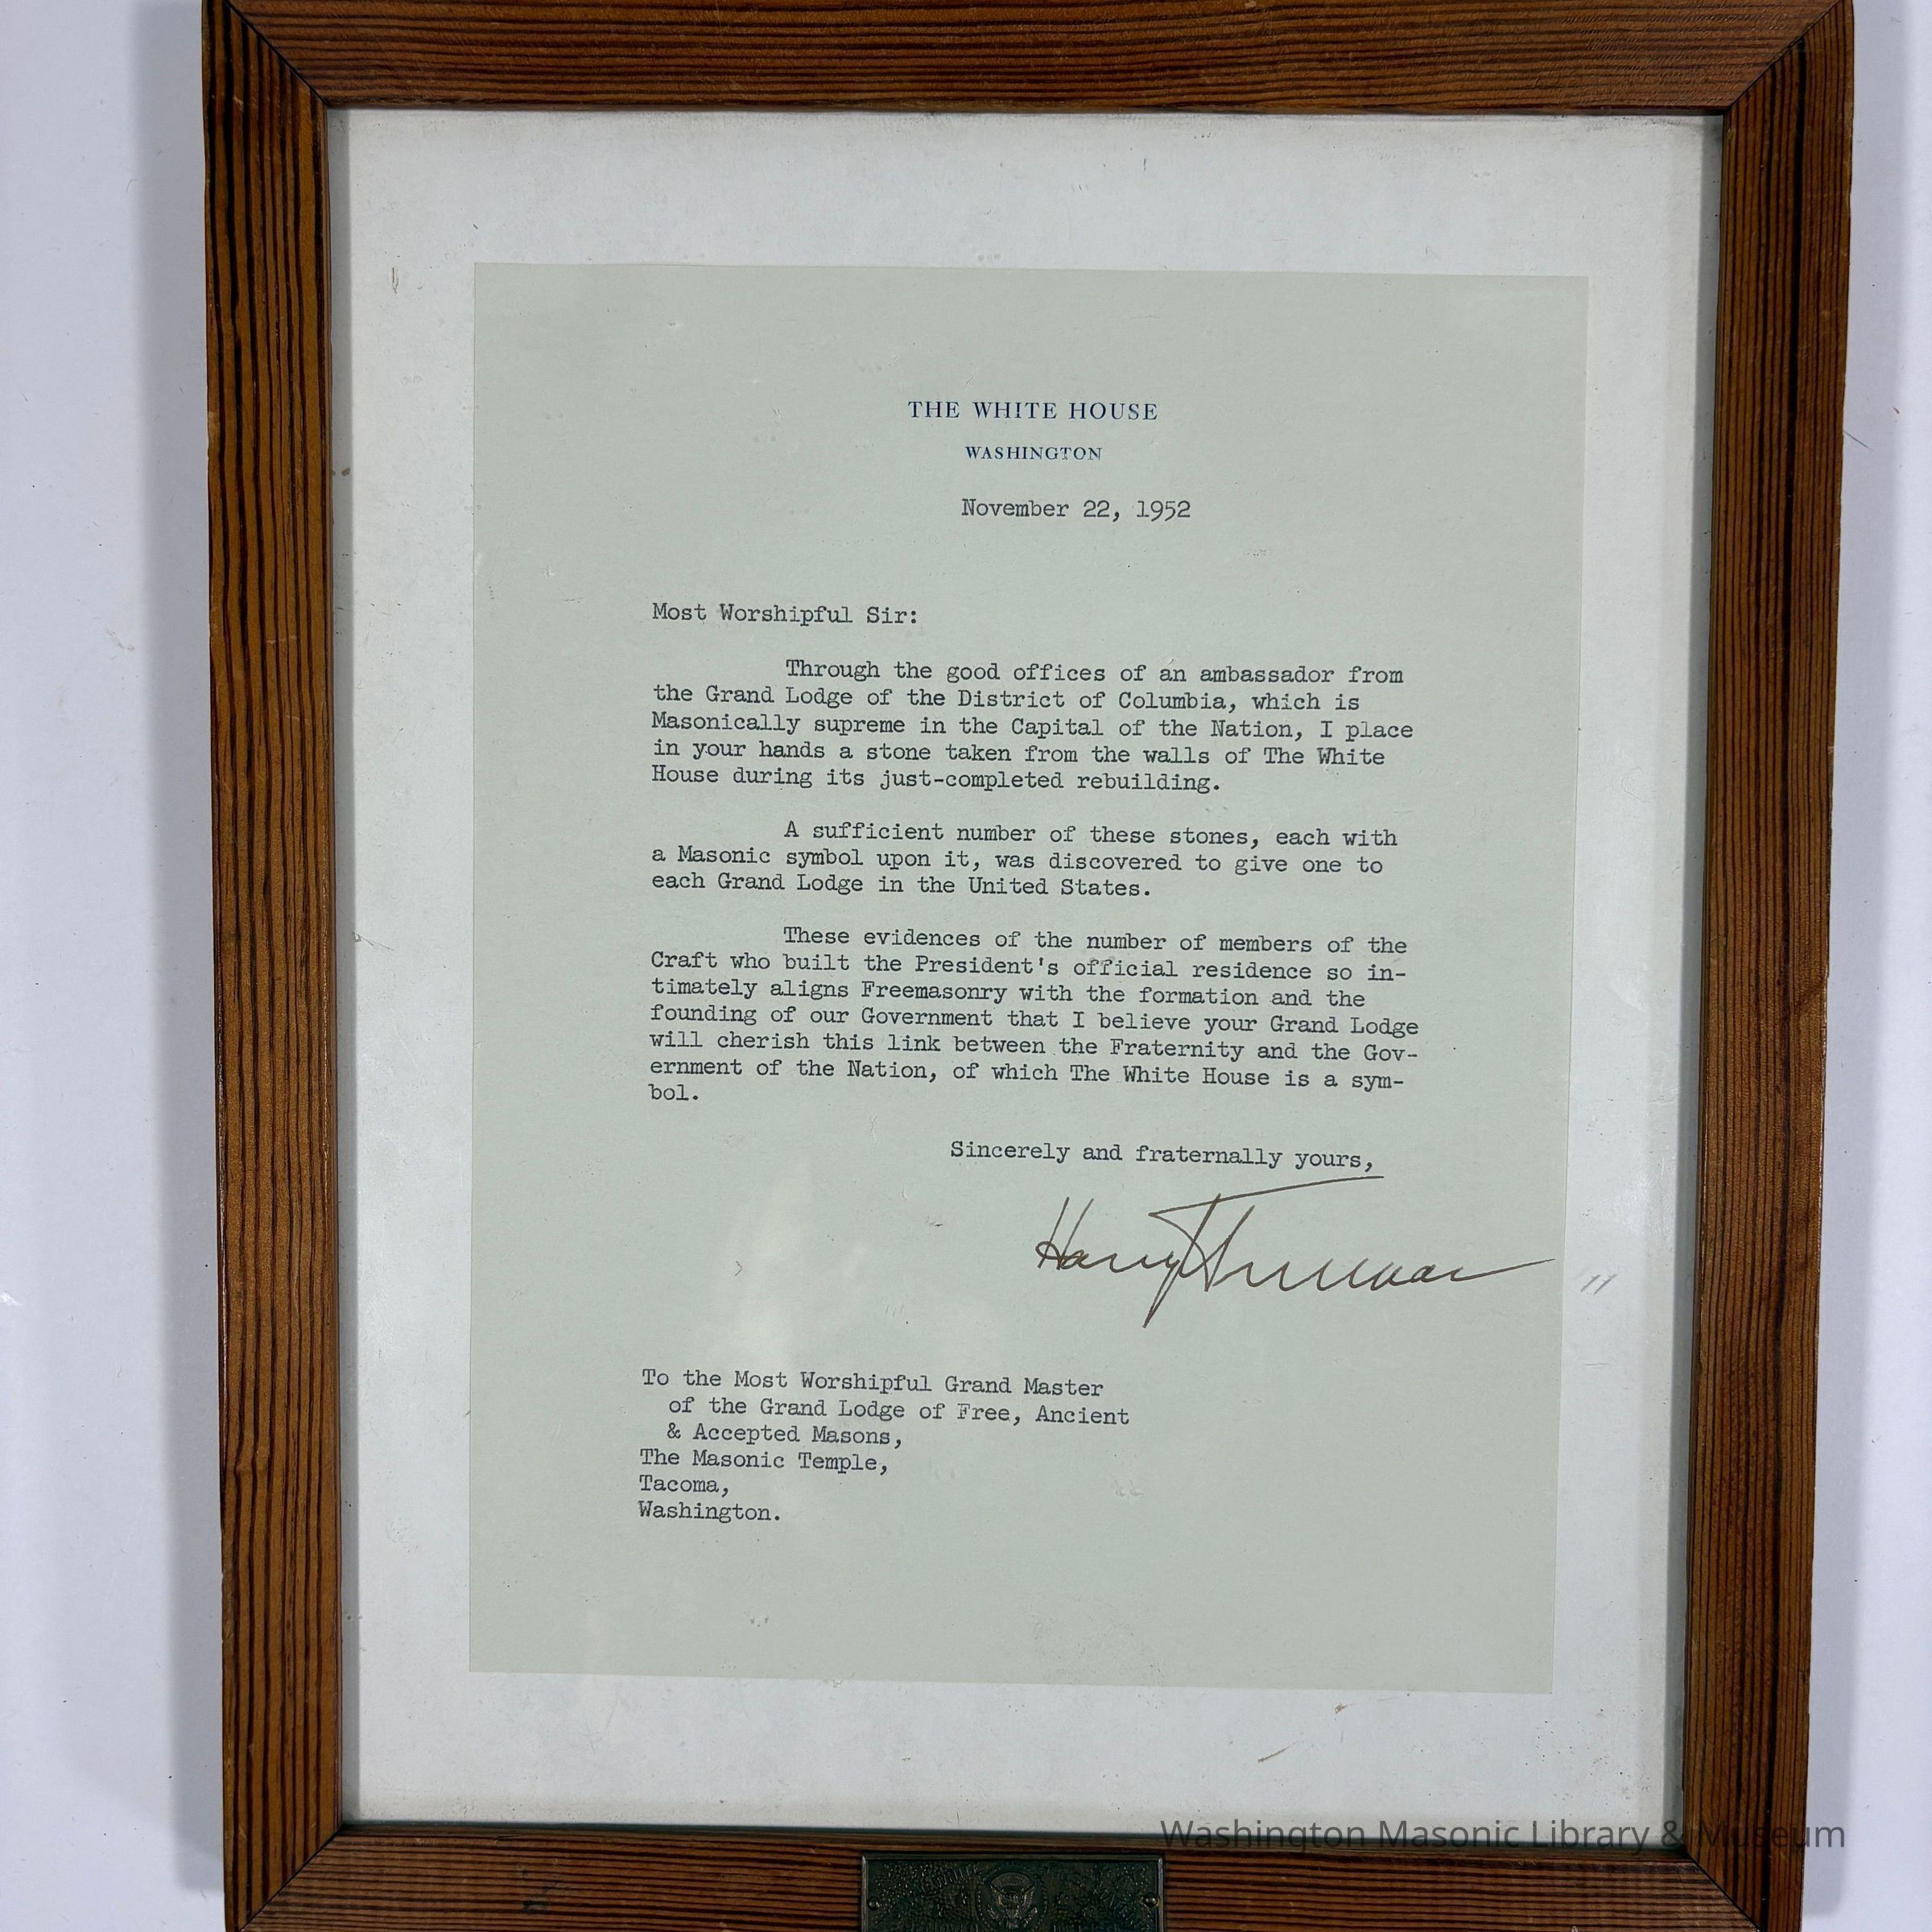 THE WHITE HOUSE
WASHINGTON
November 22, 1952
Most Worshipful Sir:
Through the good offices of an ambassador from
the Grand Lodge of the District of Columbia, which is
Masonically supreme in the Capital of the Nation, I place
in your hands a stone taken from the walls of The White
House during its just-completed rebuilding.
A sufficient number of these stones, each with
a Masonic symbol upon it, was discovered to give one to
each Grand Lodge in the United States.
These evidences of the number of members of the
Craft who built the President's official residence so in-
timately aligns Freemasonry with the formation and the
founding of our Government that I believe your Grand Lodge
will cherish this link between the Fraternity and the Gov-
ernment of the Nation, of which The White House is a sym-
bol.
Sincerely and fraternally yours,
Harry Truman
To the Most Worshipful Grand Master
of the Grand Lodge of Free, Ancient
& Accepted Masons,
The Masonic Temple,
Tacoma,
Washington.
Washington Masonic Library & Museum